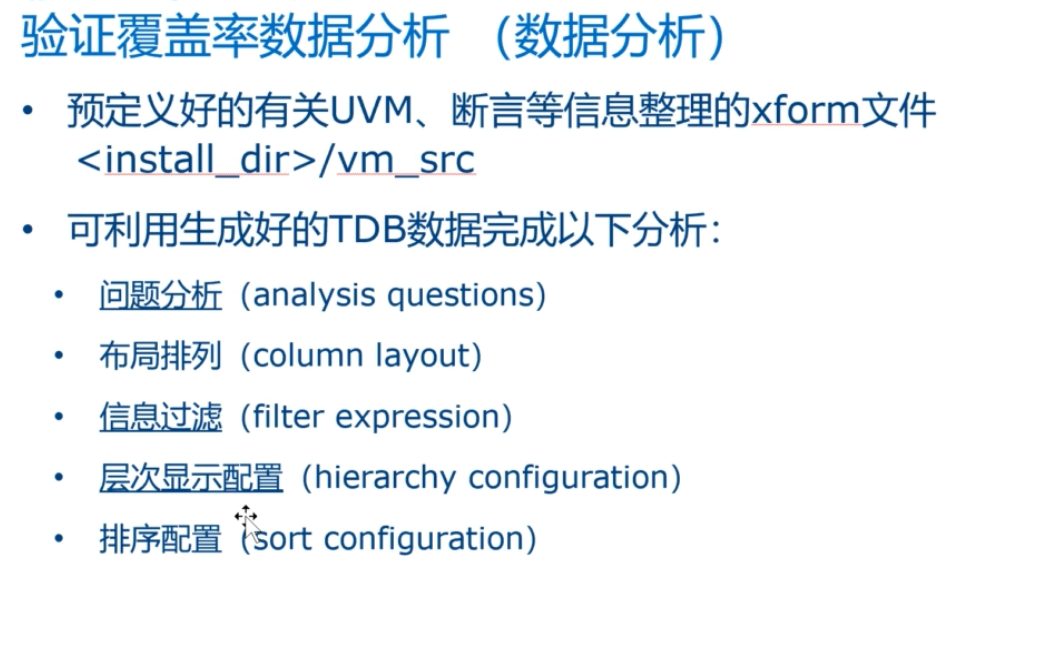 验证覆盖率数据分析 （数据分析）
• 预定义好的有关UVM、断言等信息整理的xform文件
<install_dir>/vm_src
• 可利用生成好的TDB数据完成以下分析：
• 问题分析（analysis questions）
• 布局排列（column layout）
• 信息过滤（filter expression）
• 层次显示配置（hierarchy configuration）
• 排序配置（sort configuration）